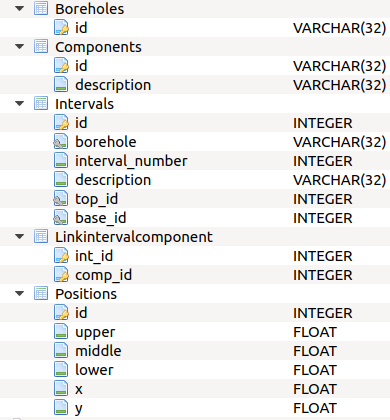 Boreholes
id VARCHAR(32)
Components
id VARCHAR(32)
description VARCHAR(32)
Intervals
id INTEGER
borehole VARCHAR(32)
interval_number INTEGER
description VARCHAR(32)
top_id INTEGER
base_id INTEGER
Linkintervalcomponent
int_id INTEGER
comp_id INTEGER
Positions
id INTEGER
upper FLOAT
middle FLOAT
lower FLOAT
x FLOAT
y FLOAT